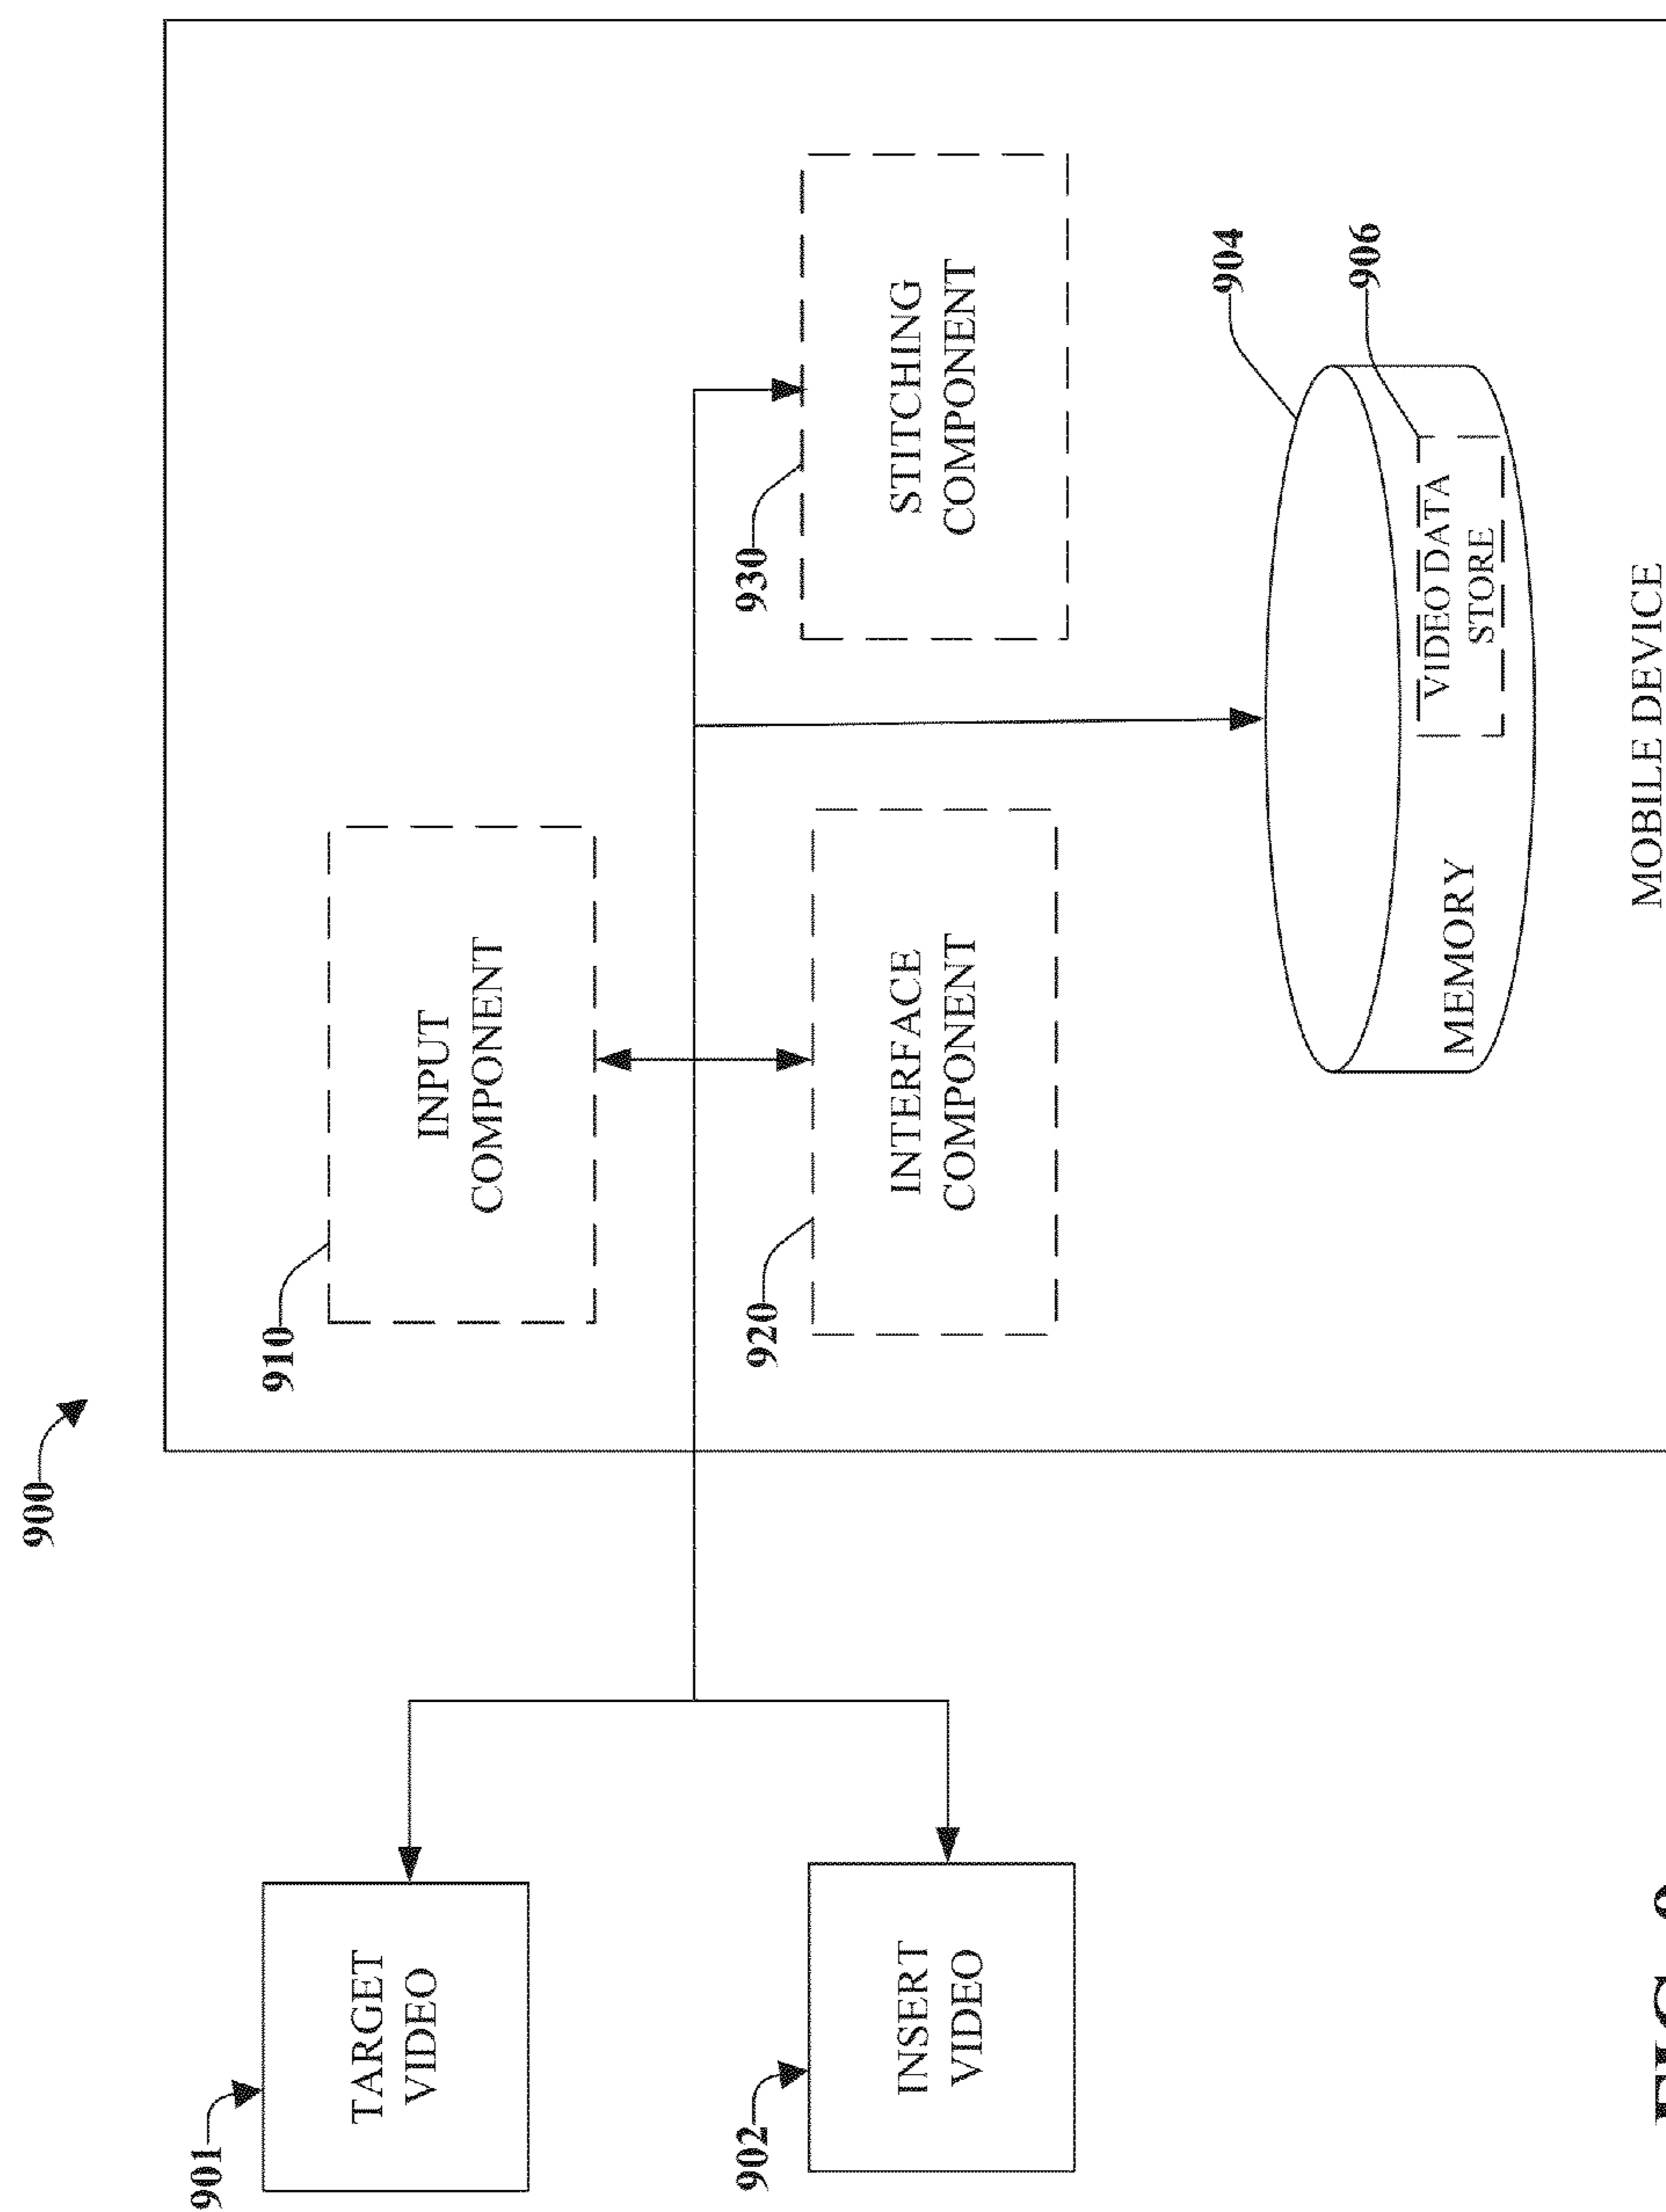 900
910
INPUT
COMPONENT
901
TARGET
VIDEO
930
STITCHING
COMPONENT
920
INTERFACE
COMPONENT
902
INSERT
VIDEO
904
906
MEMORY
VIDEO DATA
STORE
MOBILE DEVICE